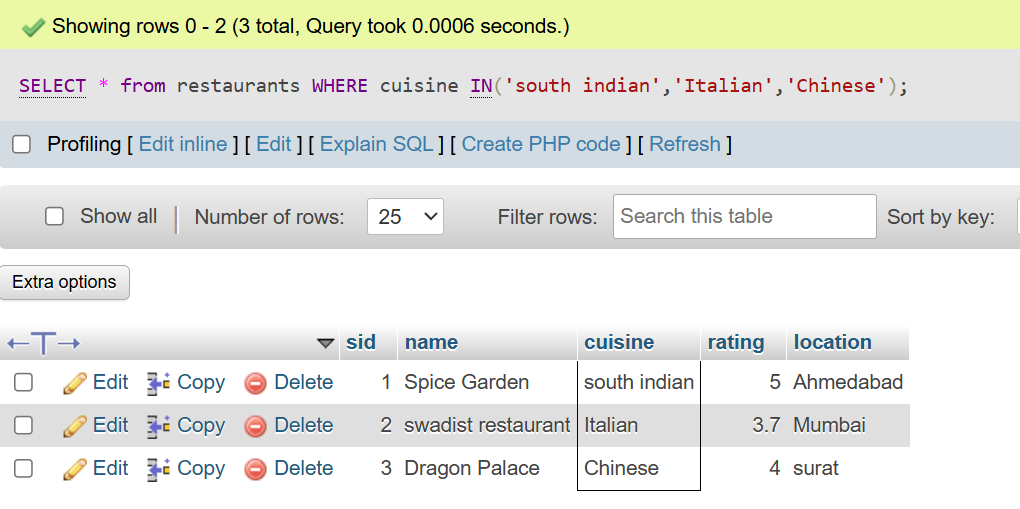 Showing rows 0 - 2 (3 total, Query took 0.0006 seconds.)
SELECT * from restaurants WHERE cuisine IN('south indian','Italian','Chinese');
Profiling [ Edit inline ] [ Edit ] [ Explain SQL ] [ Create PHP code ] [ Refresh ]
Show all Number of rows: 25 Filter rows: Search this table Sort by key:
Extra options
sid name cuisine rating location
Edit Copy Delete 1 Spice Garden south indian 5 Ahmedabad
Edit Copy Delete 2 swadist restaurant Italian 3.7 Mumbai
Edit Copy Delete 3 Dragon Palace Chinese 4 surat